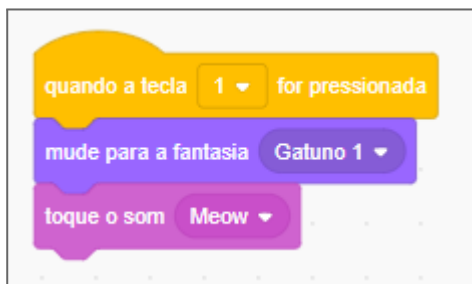 quando a tecla 1 for pressionada
mude para a fantasia Gatuno 1
toque o som Meow